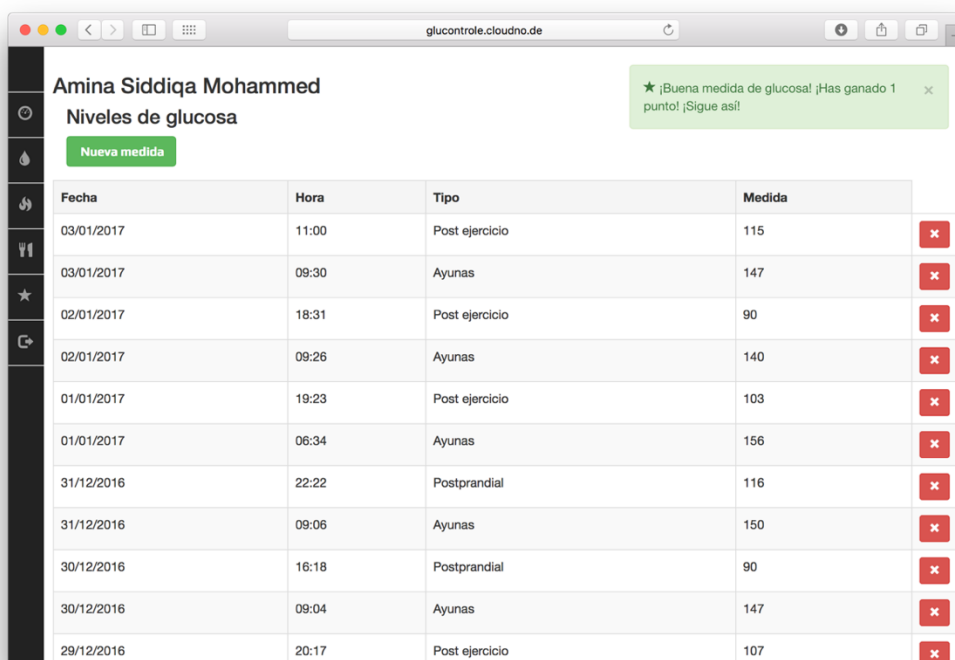 glucontrole.cloudno.de
Amina Siddiqa Mohammed
★ ¡Buena medida de glucosa! ¡Has ganado 1
punto! ¡Sigue así!
Niveles de glucosa
Nueva medida
Fecha Hora Tipo Medida
03/01/2017 11:00 Post ejercicio 115
03/01/2017 09:30 Ayunas 147
02/01/2017 18:31 Post ejercicio 90
02/01/2017 09:26 Ayunas 140
01/01/2017 19:23 Post ejercicio 103
01/01/2017 06:34 Ayunas 156
31/12/2016 22:22 Postprandial 116
31/12/2016 09:06 Ayunas 150
30/12/2016 16:18 Postprandial 90
30/12/2016 09:04 Ayunas 147
29/12/2016 20:17 Post ejercicio 107